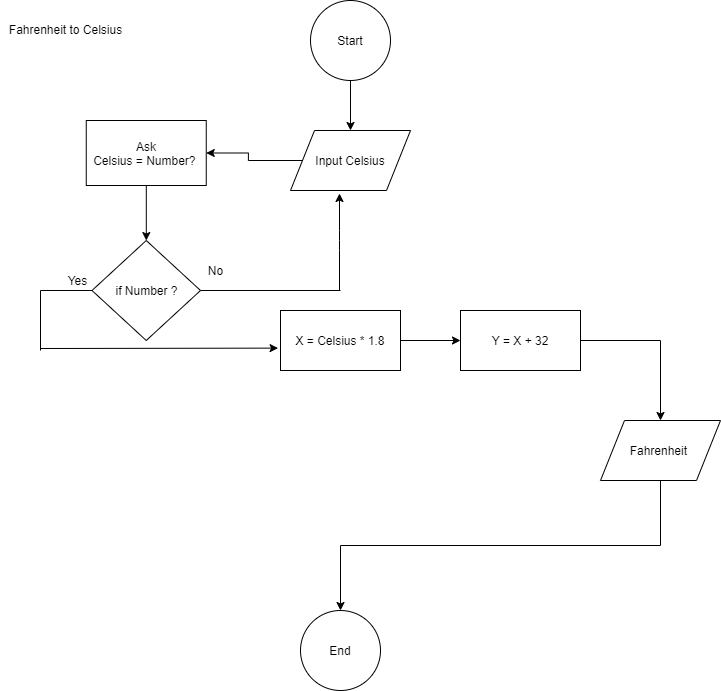 Fahrenheit to Celsius
Start
Input Celsius
Ask
Celsius = Number?
if Number ?
Yes
No
X = Celsius * 1.8
Y = X + 32
Fahrenheit
End